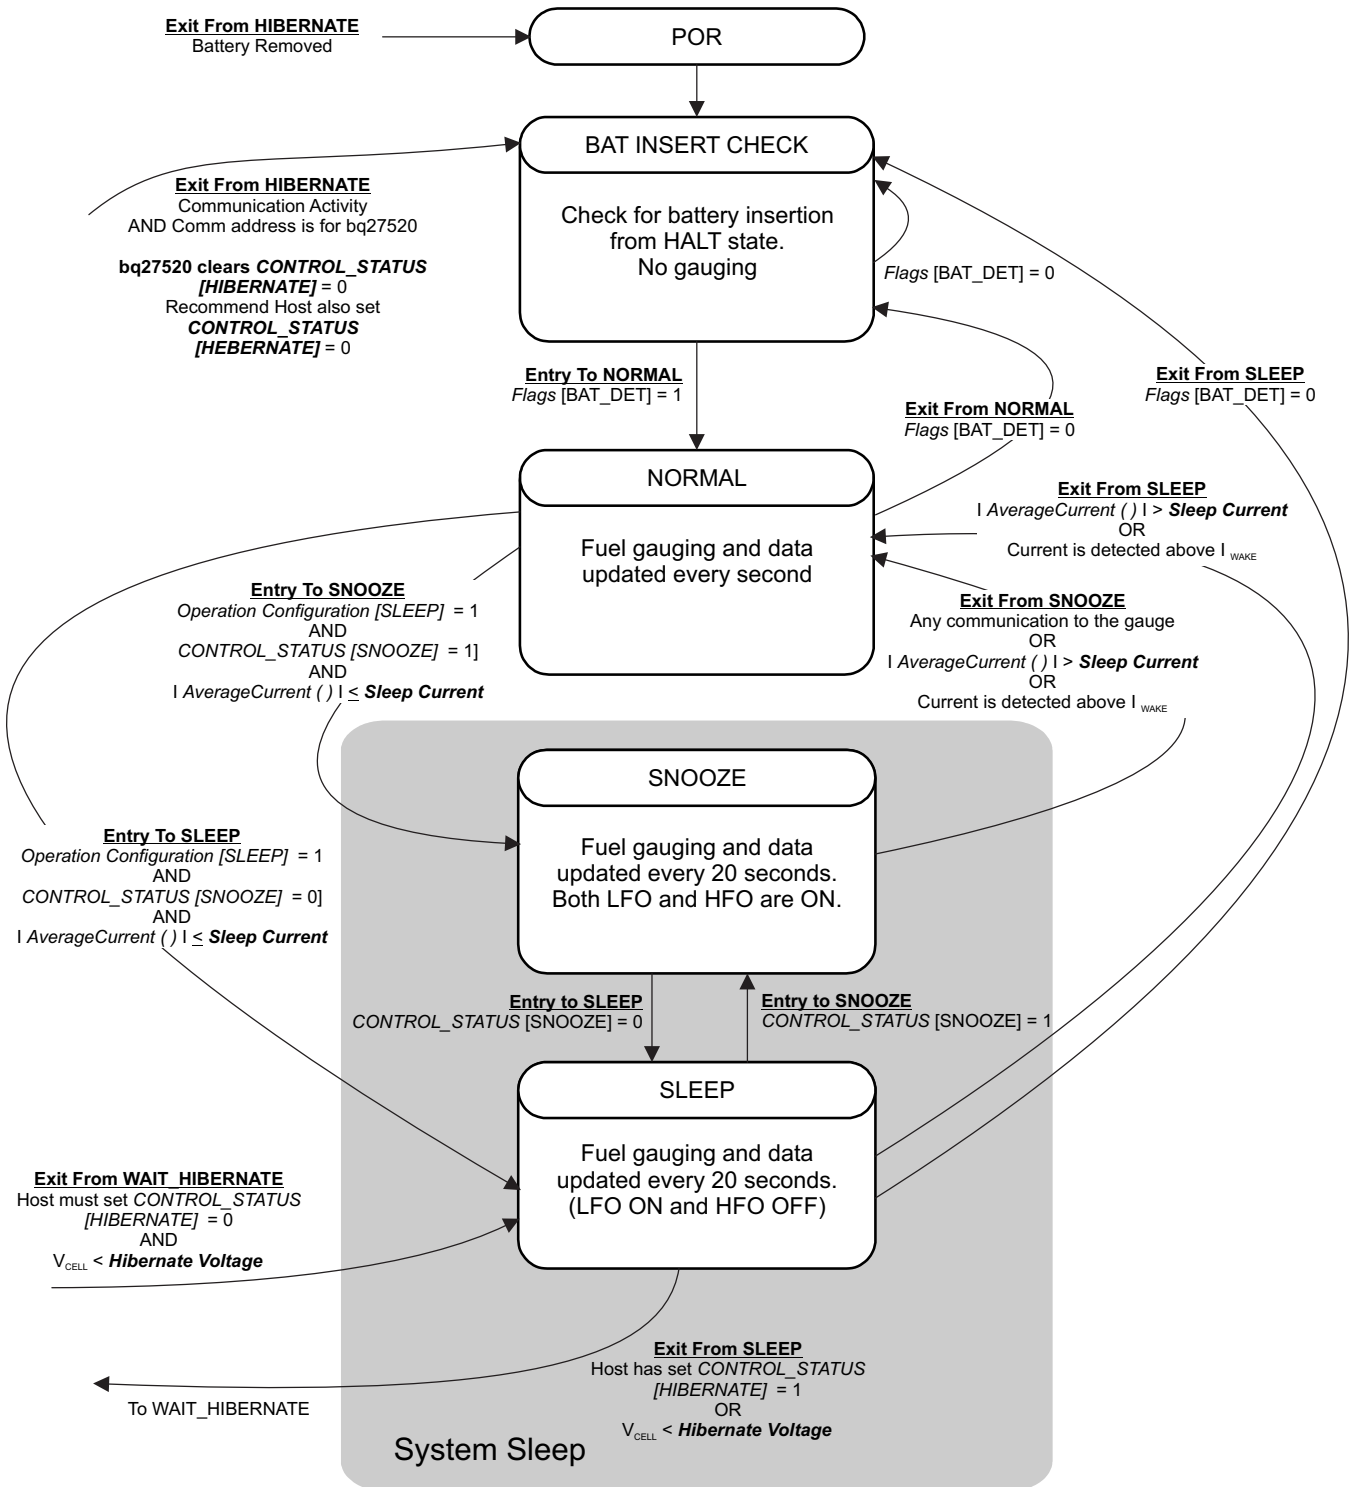 Exit From HIBERNATE
Battery Removed
POR
BAT INSERT CHECK
Check for battery insertion
from HALT state.
No gauging
Exit From HIBERNATE
Communication Activity
AND Comm address is for bq27520
bq27520 clears CONTROL_STATUS
[HIBERNATE] = 0
Recommend Host also set
CONTROL_STATUS
[HEBERNATE] = 0
Flags [BAT_DET] = 0
Entry To NORMAL
Flags [BAT_DET] = 1
Exit From NORMAL
Flags [BAT_DET] = 0
Exit From SLEEP
Flags [BAT_DET] = 0
NORMAL
Fuel gauging and data
updated every second
Exit From SLEEP
I AverageCurrent ( ) I > Sleep Current
OR
Current is detected above I WAKE
Entry To SNOOZE
Operation Configuration [SLEEP] = 1
AND
CONTROL_STATUS [SNOOZE] = 1]
AND
I AverageCurrent ( ) I ≤ Sleep Current
Exit From SNOOZE
Any communication to the gauge
OR
I AverageCurrent ( ) I > Sleep Current
OR
Current is detected above I WAKE
SNOOZE
Fuel gauging and data
updated every 20 seconds.
Both LFO and HFO are ON.
Entry To SLEEP
Operation Configuration [SLEEP] = 1
AND
CONTROL_STATUS [SNOOZE] = 0]
AND
I AverageCurrent ( ) I ≤ Sleep Current
Entry to SLEEP
CONTROL_STATUS [SNOOZE] = 0
Entry to SNOOZE
CONTROL_STATUS [SNOOZE] = 1
SLEEP
Fuel gauging and data
updated every 20 seconds.
(LFO ON and HFO OFF)
Exit From WAIT_HIBERNATE
Host must set CONTROL_STATUS
[HIBERNATE] = 0
AND
VCELL < Hibernate Voltage
Exit From SLEEP
Host has set CONTROL_STATUS
[HIBERNATE] = 1
OR
VCELL < Hibernate Voltage
To WAIT_HIBERNATE
System Sleep